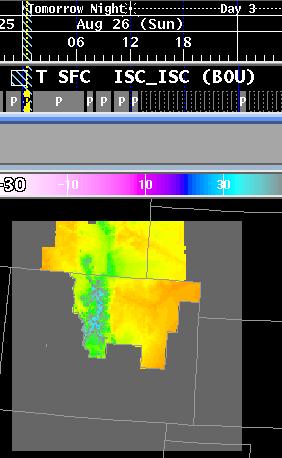 Tomorrow Night Day 3
25 Aug 26 (Sun)
06 12 18
T SFC ISC_ISC (BOU)
P P P P P P P
-30 -10 10 30